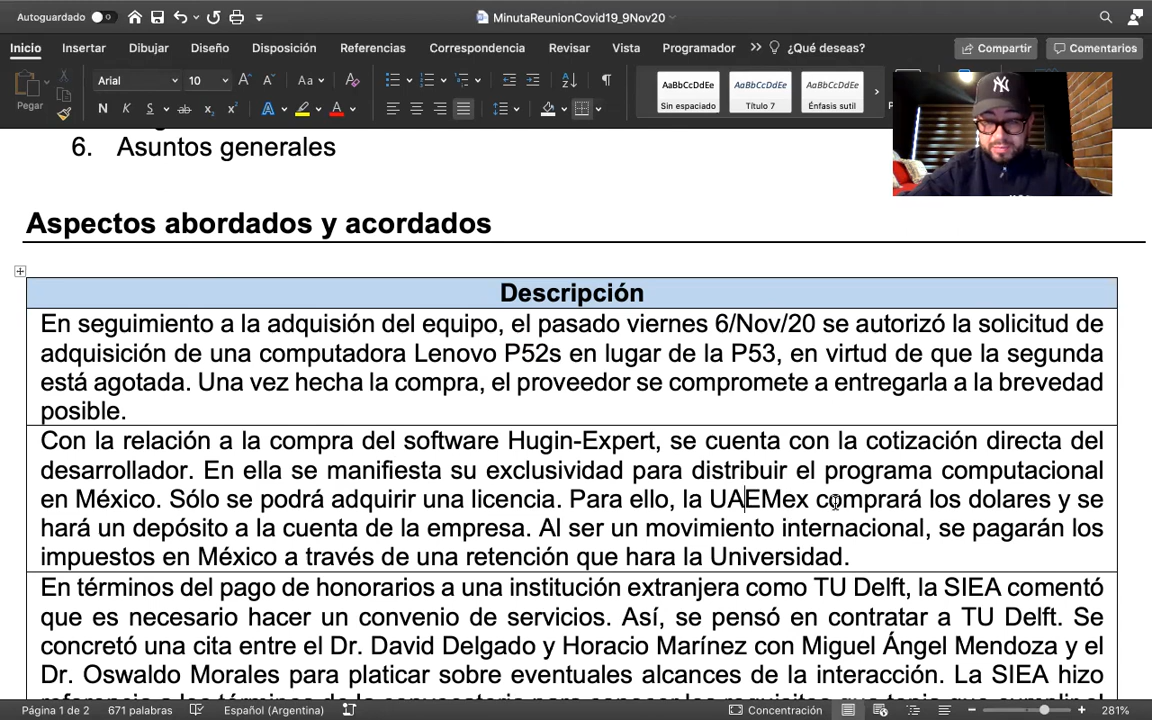 Autoguardado
MinutaReunionCovid19_9Nov20
Inicio Insertar Dibujar Diseño Disposición Referencias Correspondencia Revisar Vista Programador >> ¿Qué deseas? Compartir Comentarios
Pegar Arial 10 A A Aa A
N K S ab x₂ x² A A
AaBbCcDdEe AaBbCcDdEe AaBbCcDdEe
Sin espaciado Título 7 Énfasis sutil
6. Asuntos generales
Aspectos abordados y acordados
Descripción
En seguimiento a la adquisión del equipo, el pasado viernes 6/Nov/20 se autorizó la solicitud de
adquisición de una computadora Lenovo P52s en lugar de la P53, en virtud de que la segunda
está agotada. Una vez hecha la compra, el proveedor se compromete a entregarla a la brevedad
posible.
Con la relación a la compra del software Hugin-Expert, se cuenta con la cotización directa del
desarrollador. En ella se manifiesta su exclusividad para distribuir el programa computacional
en México. Sólo se podrá adquirir una licencia. Para ello, la UAEMex comprará los dolares y se
hará un depósito a la cuenta de la empresa. Al ser un movimiento internacional, se pagarán los
impuestos en México a través de una retención que hara la Universidad.
En términos del pago de honorarios a una institución extranjera como TU Delft, la SIEA comentó
que es necesario hacer un convenio de servicios. Así, se pensó en contratar a TU Delft. Se
concretó una cita entre el Dr. David Delgado y Horacio Marínez con Miguel Ángel Mendoza y el
Dr. Oswaldo Morales para platicar sobre eventuales alcances de la interacción. La SIEA hizo
Página 1 de 2 671 palabras Español (Argentina) Concentración 281%